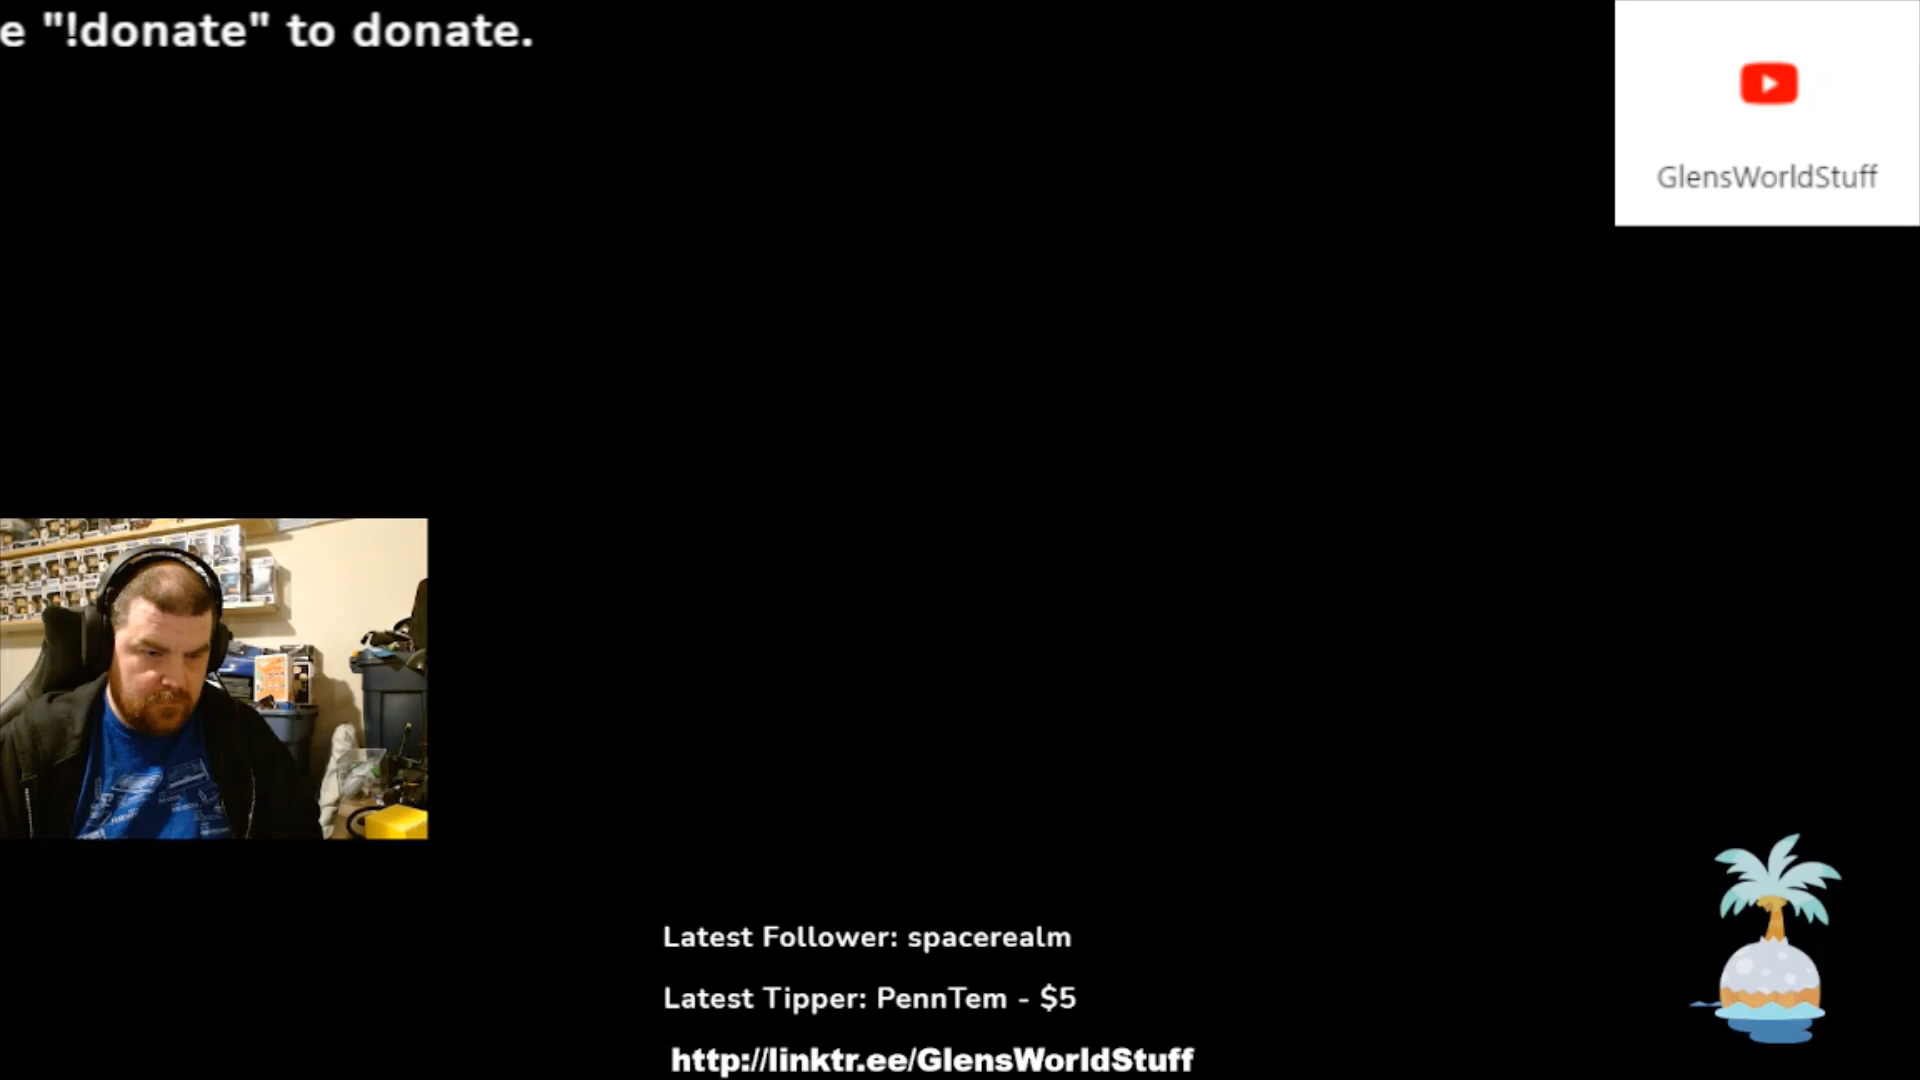 e "!donate" to donate.
GlensWorldStuff
Latest Follower: spacerealm
Latest Tipper: PennTem - $5
http://linktr.ee/GlensWorldStuff